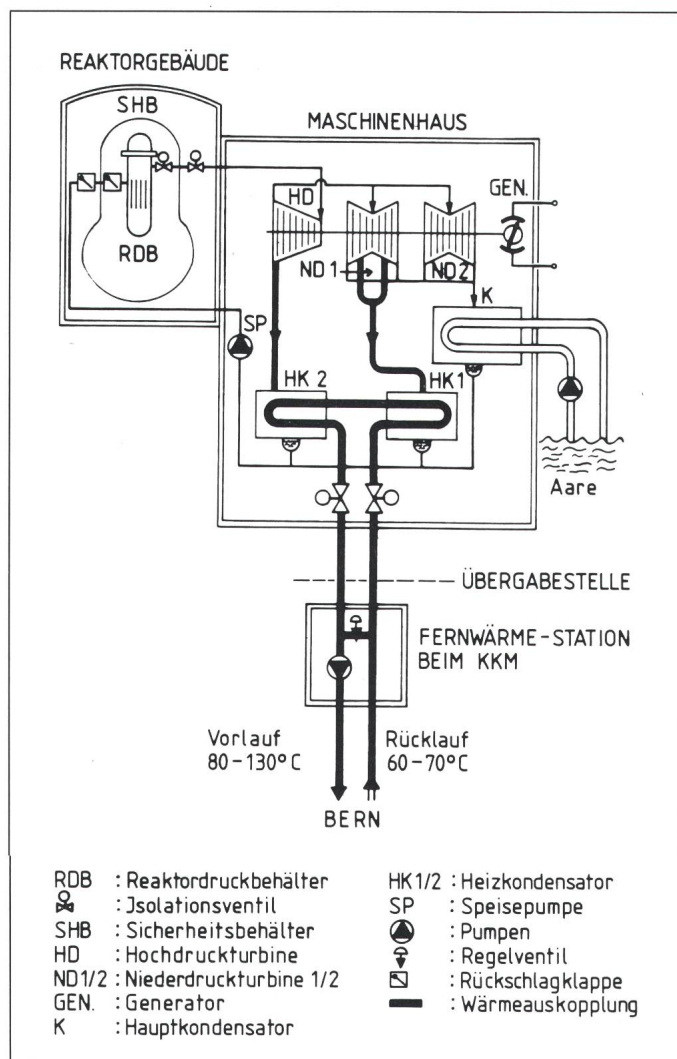 REAKTORGEBÄUDE
SHB
MASCHINENHAUS
HD
GEN.
RDB
ND1
ND2
K
SP
HK 2
HK1
Aare
ÜBERGABESTELLE
FERNWÄRME-STATION
BEIM KKM
Vorlauf
80-130°C
Rücklauf
60-70°C
BERN
RDB : Reaktordruckbehälter
: Jsolationsventil
SHB : Sicherheitsbehälter
HD : Hochdruckturbine
ND1/2 : Niederdruckturbine 1/2
GEN. : Generator
K : Hauptkondensator
HK1/2 : Heizkondensator
SP : Speisepumpe
: Pumpen
: Regelventil
: Rückschlagklappe
: Wärmeauskopplung